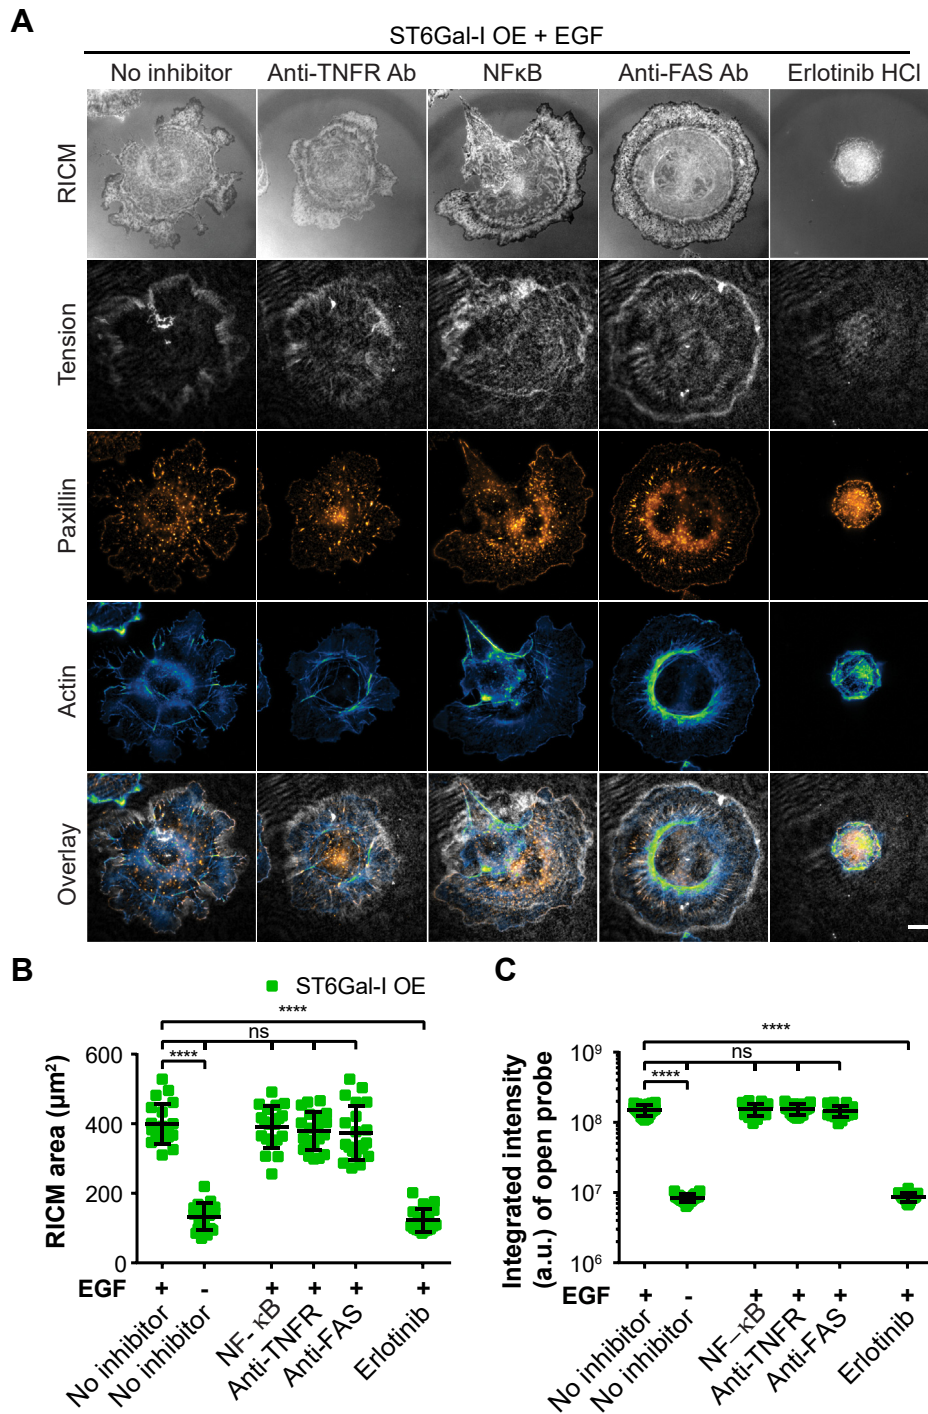 A
ST6Gal-I OE + EGF
No inhibitor Anti-TNFR Ab NFκB Anti-FAS Ab Erlotinib HCl
RICM
Tension
Paxillin
Actin
Overlay
B
ST6Gal-I OE
****
ns
****
RICM area (µm²)
600
400
200
0
EGF + - + + + +
No inhibitor
No inhibitor
NF- κB
Anti-TNFR
Anti-FAS
Erlotinib
C
****
ns
****
Integrated intensity
(a.u.) of open probe
10⁹
10⁸
10⁷
10⁶
EGF + - + + + +
No inhibitor
No inhibitor
NF–κB
Anti-TNFR
Anti-FAS
Erlotinib